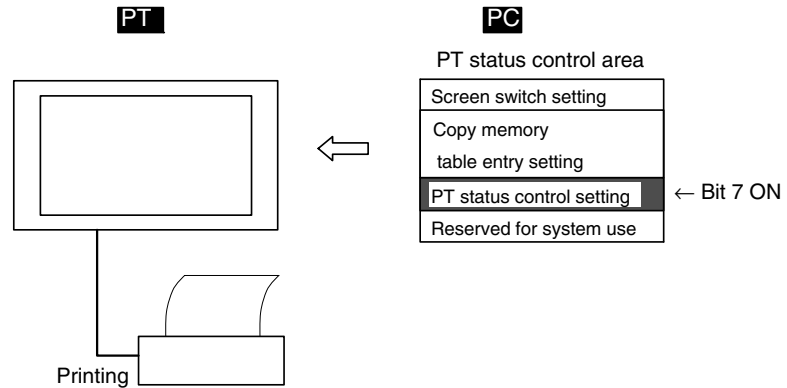 PT
PC
PT status control area
Screen switch setting
Copy memory
table entry setting
PT status control setting
← Bit 7 ON
Reserved for system use
Printing